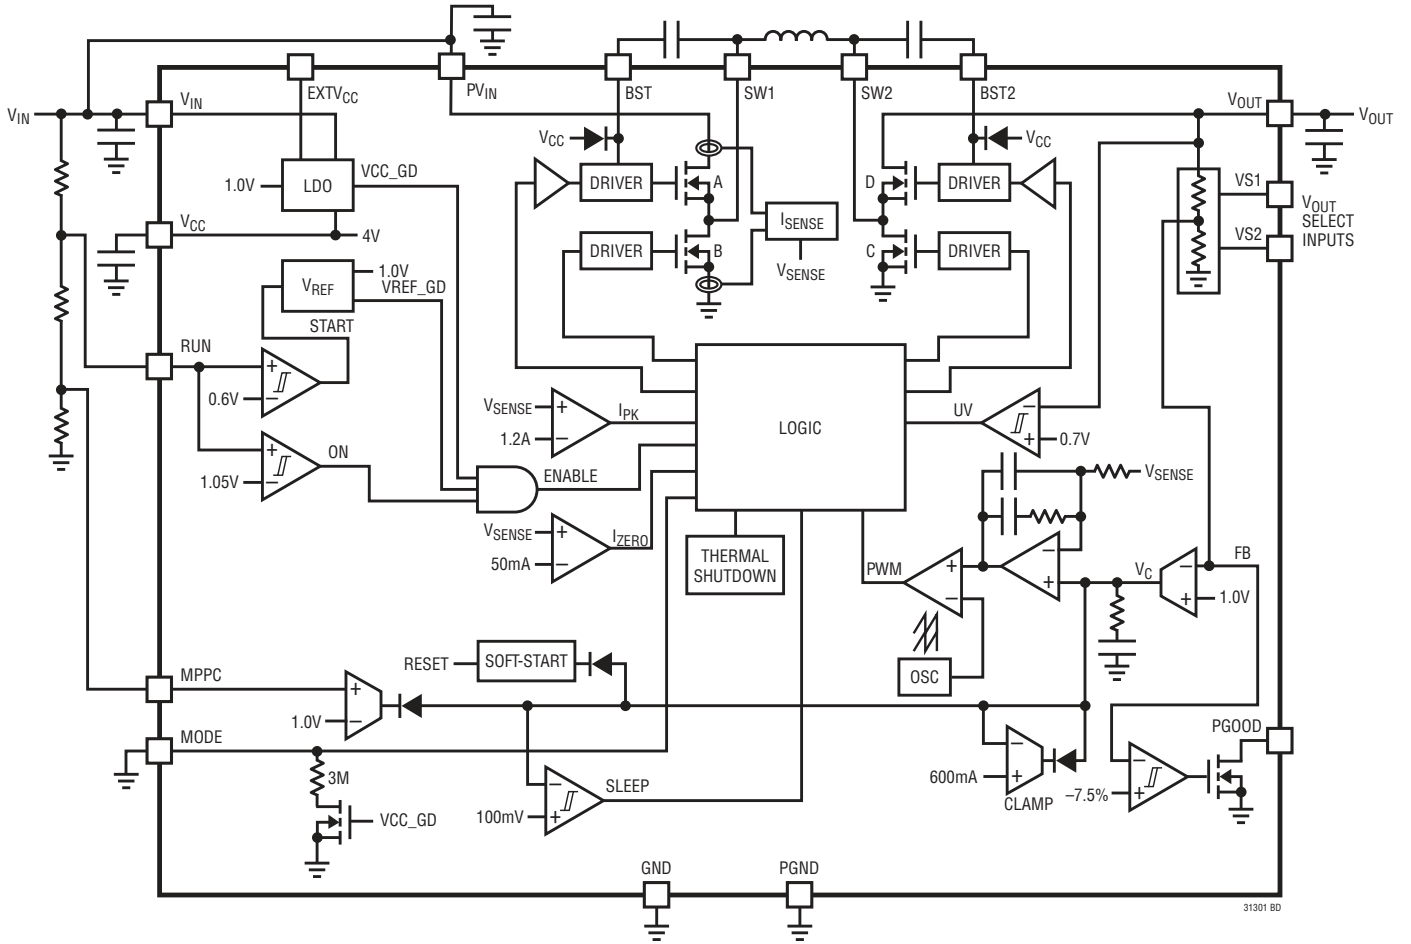 EXTVCC
PVIN
BST
SW1
SW2
BST2
VIN
VIN
VOUT
VOUT
VCC
VCC
1.0V
LDO
VCC_GD
DRIVER
A
D
DRIVER
VS1
VS2
VOUT
SELECT
INPUTS
ISENSE
VSENSE
VCC
4V
DRIVER
B
C
DRIVER
VREF
1.0V
VREF_GD
START
RUN
+
–
0.6V
+
–
1.05V
ON
VSENSE
+
1.2A
–
IPK
LOGIC
UV
–
+
0.7V
ENABLE
VSENSE
VSENSE
+
50mA
–
IZERO
THERMAL
SHUTDOWN
PWM
+
–
–
+
VC
–
+
FB
1.0V
OSC
RESET
SOFT-START
MPPC
+
–
1.0V
MODE
3M
VCC_GD
–
+
100mV
SLEEP
–
+
600mA
CLAMP
–
+
–7.5%
PGOOD
GND
PGND
31301 BD